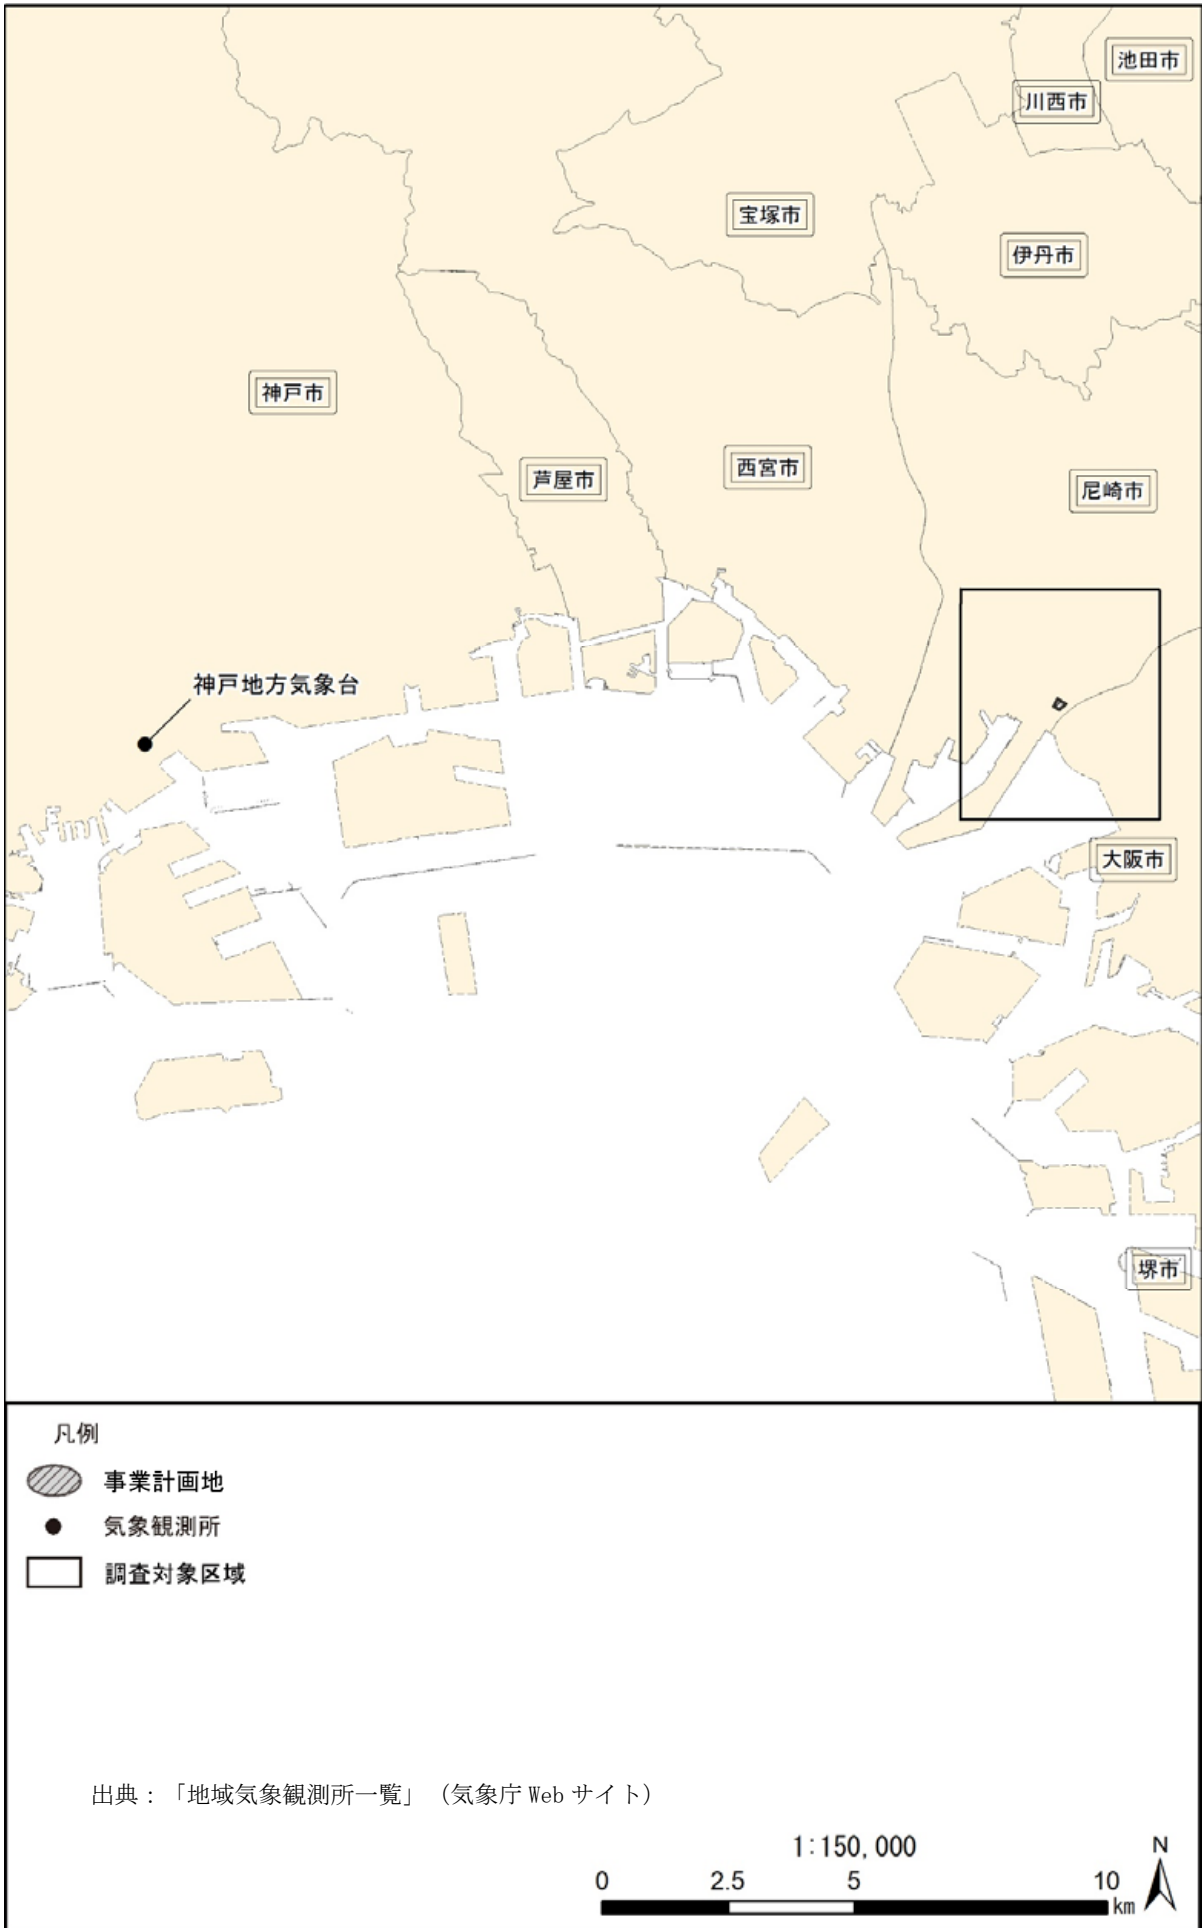 池田市
川西市
宝塚市
伊丹市
神戸市
芦屋市
西宮市
尼崎市
神戸地方気象台
大阪市
堺市
凡例
事業計画地
気象観測所
調査対象区域
出典：「地域気象観測所一覧」（気象庁 Web サイト）
1:150,000
N
0 2.5 5 10
km